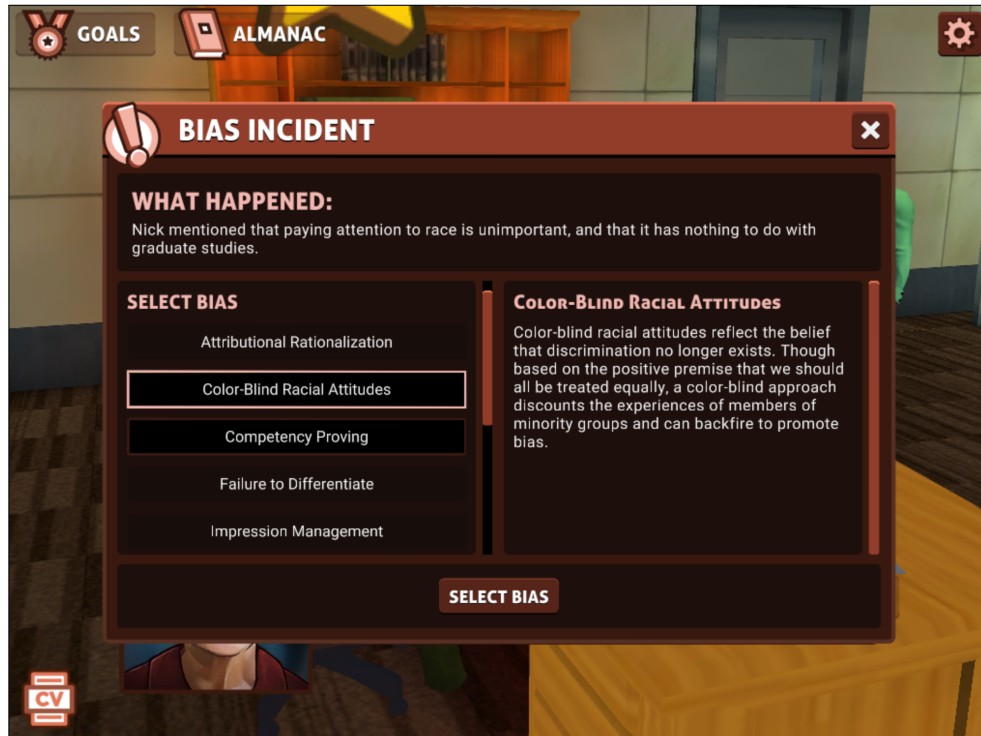 GOALS
ALMANAC
BIAS INCIDENT
WHAT HAPPENED:
Nick mentioned that paying attention to race is unimportant, and that it has nothing to do with
graduate studies.
SELECT BIAS
Attributional Rationalization
Color-Blind Racial Attitudes
Competency Proving
Failure to Differentiate
Impression Management
Color-Blind Racial Attitudes
Color-blind racial attitudes reflect the belief
that discrimination no longer exists. Though
based on the positive premise that we should
all be treated equally, a color-blind approach
discounts the experiences of members of
minority groups and can backfire to promote
bias.
SELECT BIAS
CV